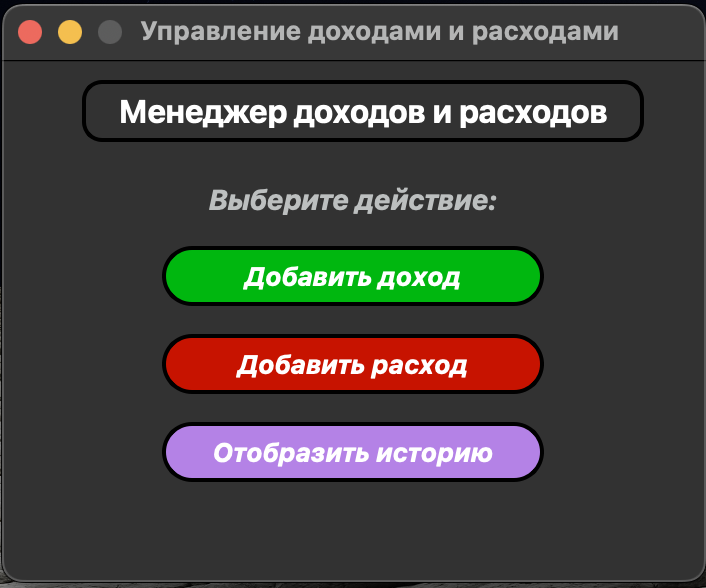 Управление доходами и расходами
Менеджер доходов и расходов
Выберите действие:
Добавить доход
Добавить расход
Отобразить историю